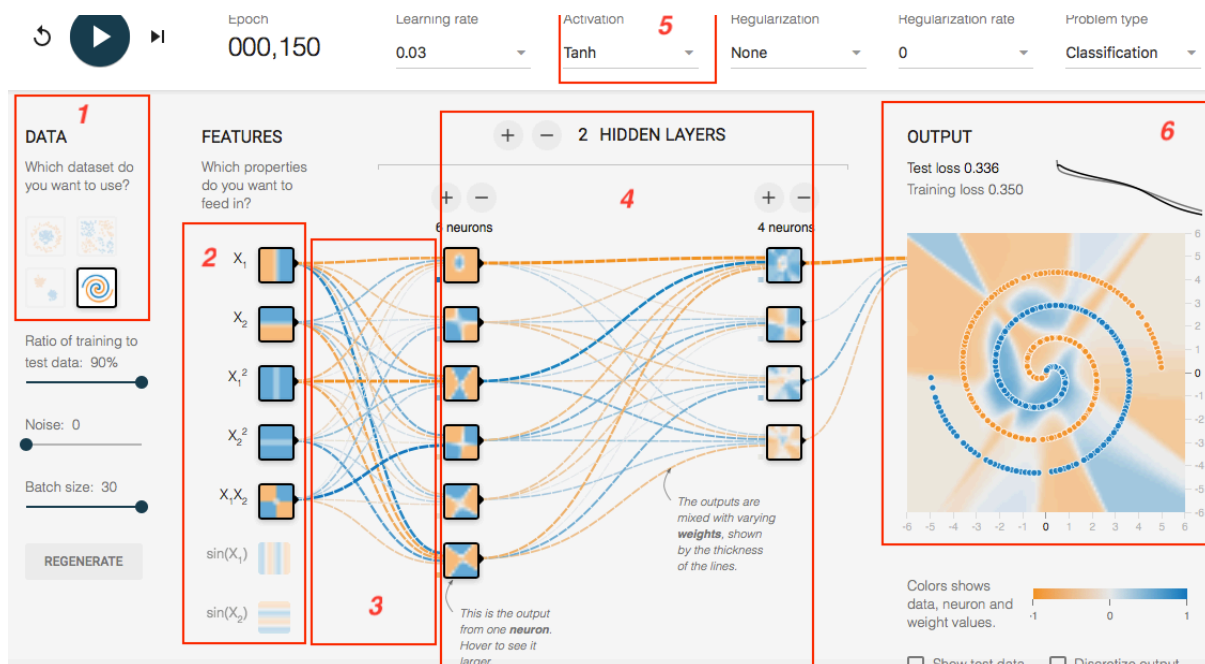 Epoch
000,150
Learning rate
0.03
Activation
Tanh
5
Regularization
None
Regularization rate
0
Problem type
Classification
1
DATA
Which dataset do
you want to use?
Ratio of training to
test data: 90%
Noise: 0
Batch size: 30
REGENERATE
FEATURES
Which properties
do you want to
feed in?
2
X₁
X₂
X₁²
X₂²
X₁X₂
sin(X₁)
sin(X₂)
3
+ − 2 HIDDEN LAYERS
4
+ −
6 neurons
+ −
4 neurons
The outputs are
mixed with varying
weights, shown
by the thickness
of the lines.
This is the output
from one neuron.
Hover to see it
larger.
OUTPUT
6
Test loss 0.336
Training loss 0.350
6
5
4
3
2
1
0
-1
-2
-3
-4
-5
-6
-6 -5 -4 -3 -2 -1 0 1 2 3 4 5 6
Colors shows
data, neuron and
weight values.
-1 0 1
Show test data
Discretize output